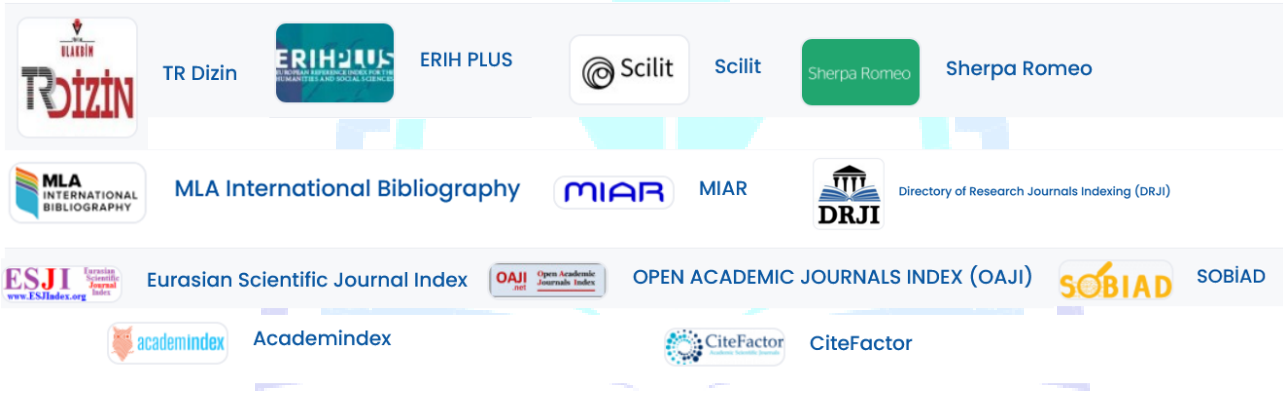 ULAKBİM
TRDİZİN
TR Dizin
ERIHPLUS
EUROPEAN REFERENCE INDEX FOR THE
HUMANITIES AND SOCIAL SCIENCES
ERIH PLUS
Scilit
Scilit
Sherpa Romeo
Sherpa Romeo
MLA
INTERNATIONAL
BIBLIOGRAPHY
MLA International Bibliography
MIAR
MIAR
DRJI
Directory of Research Journals Indexing (DRJI)
ESJI
Eurasian
Scientific
Journal
Index
www.ESJIndex.org
Eurasian Scientific Journal Index
OAJI
.net
Open Academic
Journals Index
OPEN ACADEMIC JOURNALS INDEX (OAJI)
SOBIAD
SOBİAD
academindex
Academindex
CiteFactor
Academic Scientific Journals
CiteFactor